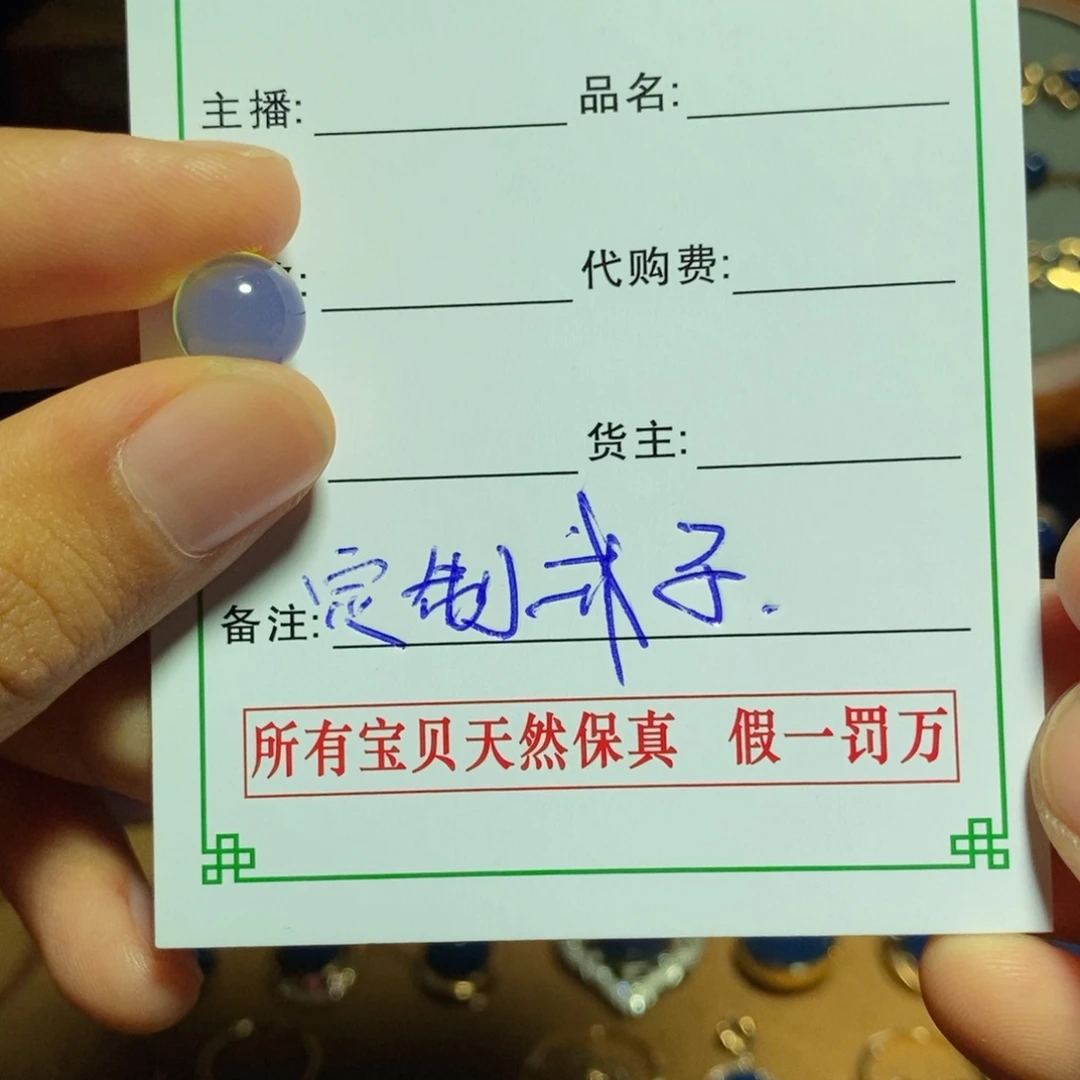 主播: 品名:
: 代购费:
货主:
备注: 定制戒子.
所有宝贝天然保真 假一罚万